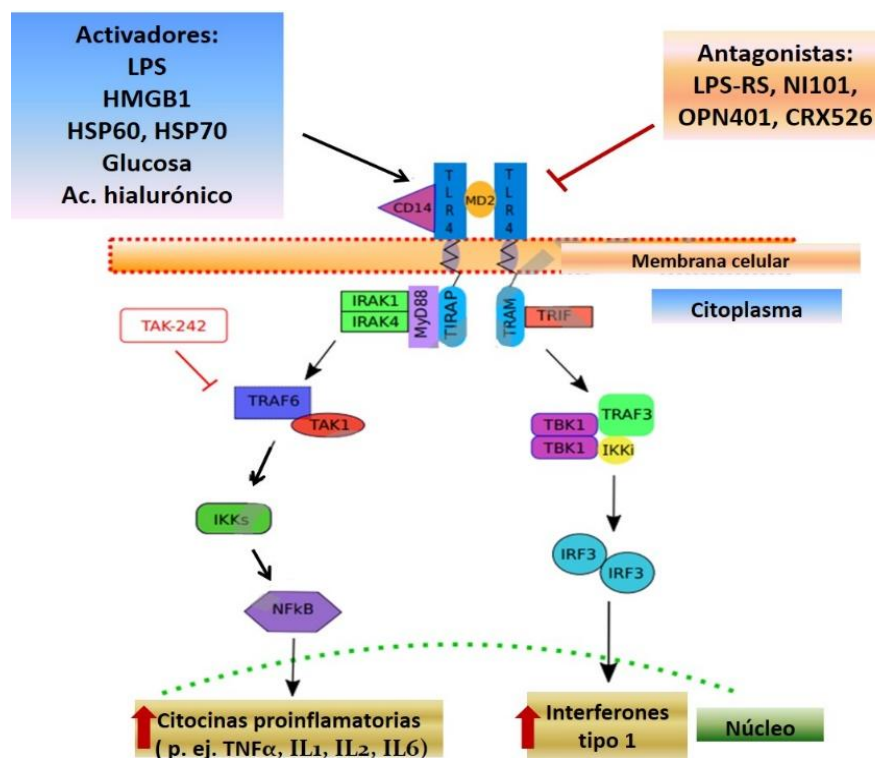 Activadores:
LPS
HMGB1
HSP60, HSP70
Glucosa
Ac. hialurónico
Antagonistas:
LPS-RS, NI101,
OPN401, CRX526
TLR4
TLR4
MD2
CD14
Membrana celular
Citoplasma
IRAK1
IRAK4
MyD88
TIRAP
TRAM
TRIF
TAK-242
TRAF6
TAK1
TBK1
TBK1
TRAF3
IKKi
IKKs
IRF3
IRF3
NFkB
Citocinas proinflamatorias
( p. ej. TNFα, IL1, IL2, IL6)
Interferones
tipo 1
Núcleo